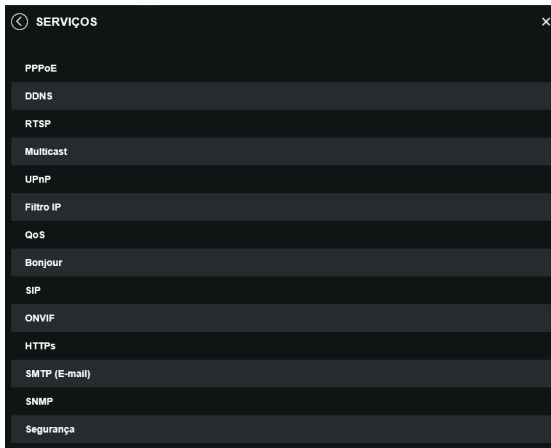 SERVIÇOS
PPPoE
DDNS
RTSP
Multicast
UPnP
Filtro IP
QoS
Bonjour
SIP
ONVIF
HTTPs
SMTP (E-mail)
SNMP
Segurança